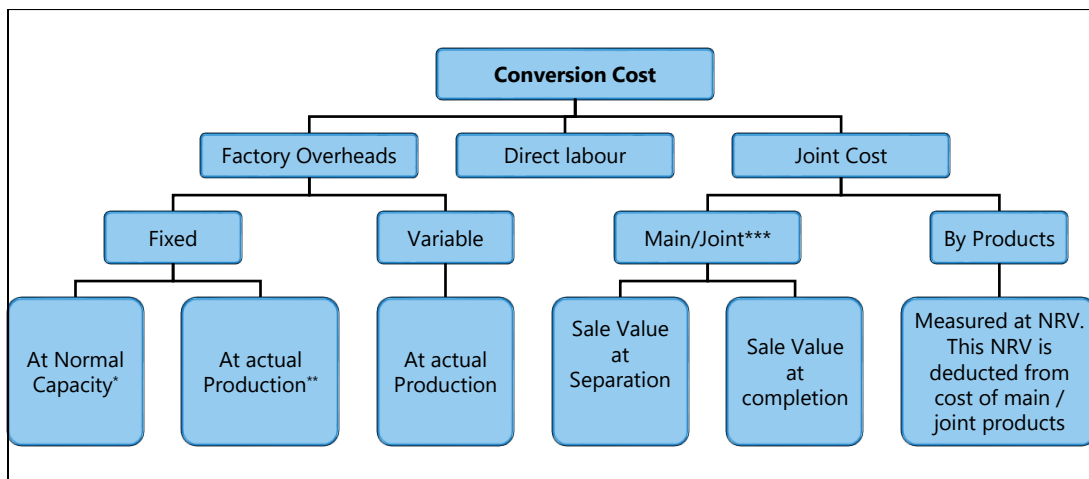 Conversion Cost
Factory Overheads
Direct labour
Joint Cost
Fixed
Variable
Main/Joint***
By Products
At Normal
Capacity*
At actual
Production**
At actual
Production
Sale Value
at
Separation
Sale Value
at
completion
Measured at NRV.
This NRV is
deducted from
cost of main /
joint products